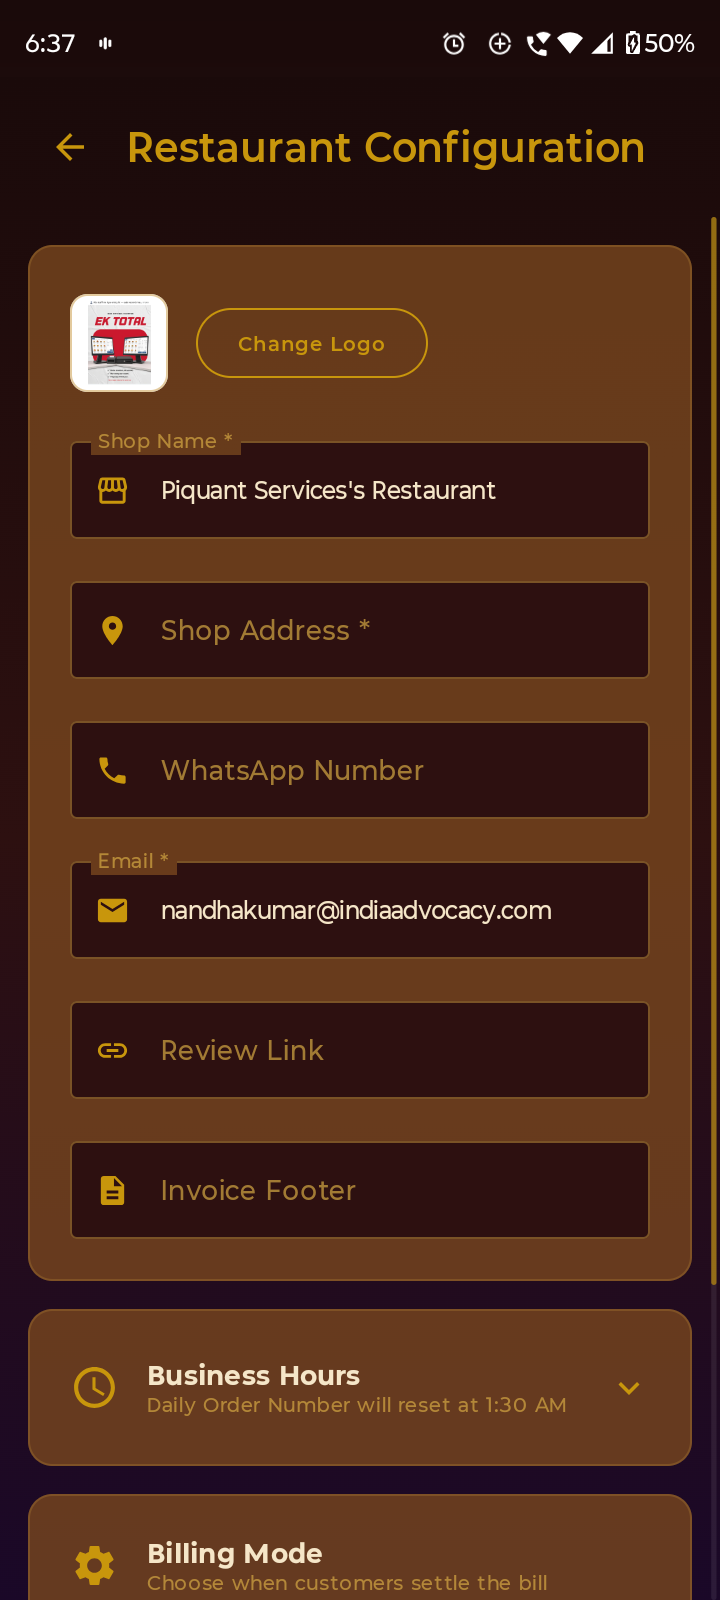 6:37
50%
Restaurant Configuration
EK TOTAL
Change Logo
Shop Name *
Piquant Services's Restaurant
Shop Address *
WhatsApp Number
Email *
nandhakumar@indiaadvocacy.com
Review Link
Invoice Footer
Business Hours
Daily Order Number will reset at 1:30 AM
Billing Mode
Choose when customers settle the bill